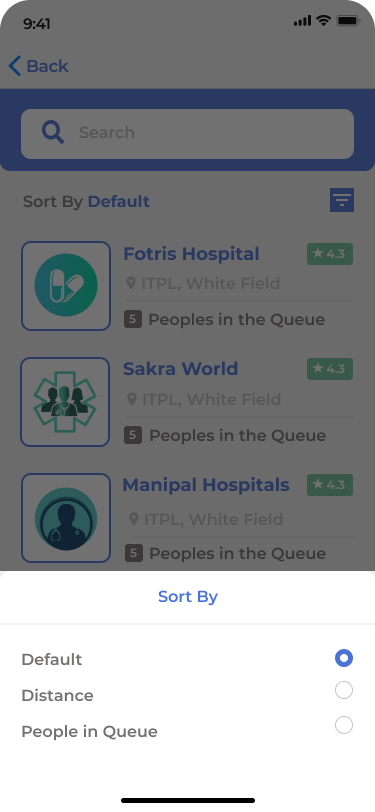 9:41
Back
Search
Sort By Default
Fotris Hospital
4.3
ITPL, White Field
5 Peoples in the Queue
Sakra World
4.3
ITPL, White Field
5 Peoples in the Queue
Manipal Hospitals
4.3
ITPL, White Field
5 Peoples in the Queue
Sort By
Default
Distance
People in Queue